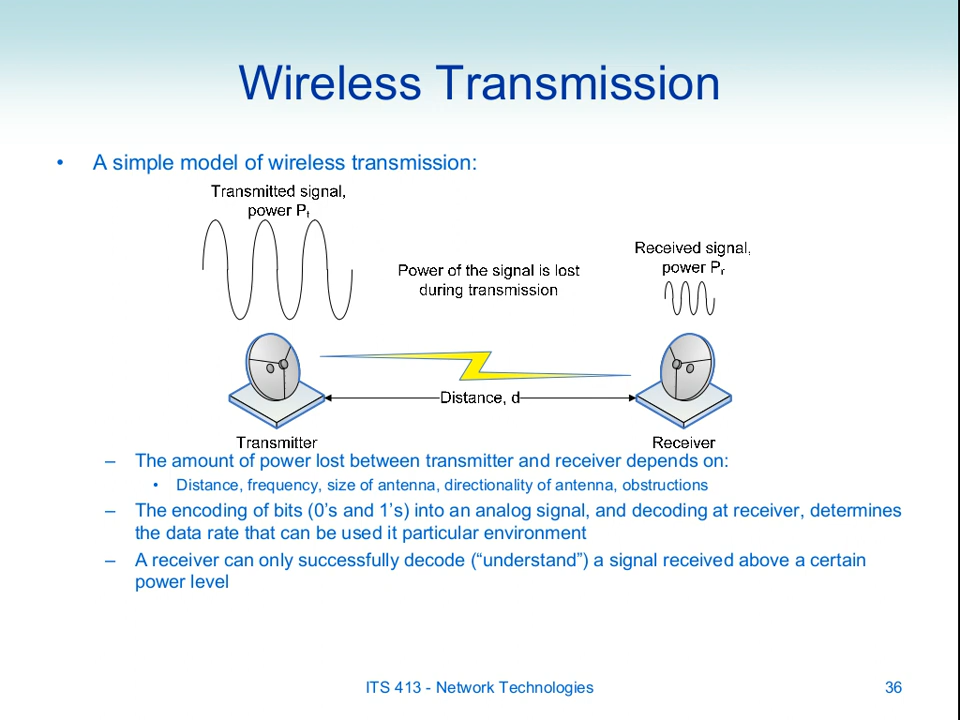 Wireless Transmission
• A simple model of wireless transmission:
Transmitted signal,
power Pt
Received signal,
power Pr
Power of the signal is lost
during transmission
Distance, d
Transmitter
Receiver
– The amount of power lost between transmitter and receiver depends on:
• Distance, frequency, size of antenna, directionality of antenna, obstructions
– The encoding of bits (0’s and 1’s) into an analog signal, and decoding at receiver, determines
the data rate that can be used it particular environment
– A receiver can only successfully decode (“understand”) a signal received above a certain
power level
ITS 413 - Network Technologies
36